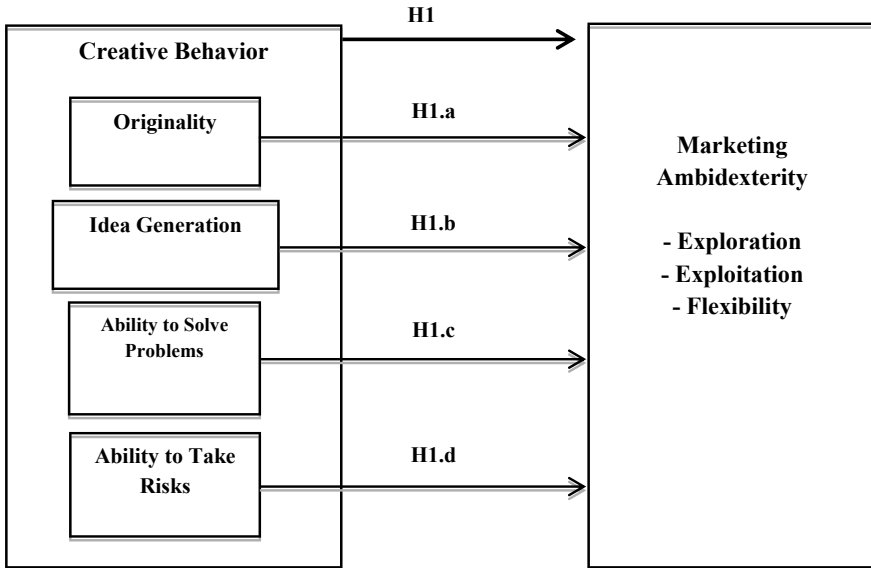 H1
Creative Behavior
Originality
H1.a
Idea Generation
H1.b
Ability to Solve
Problems
H1.c
Ability to Take
Risks
H1.d
Marketing
Ambidexterity
- Exploration
- Exploitation
- Flexibility